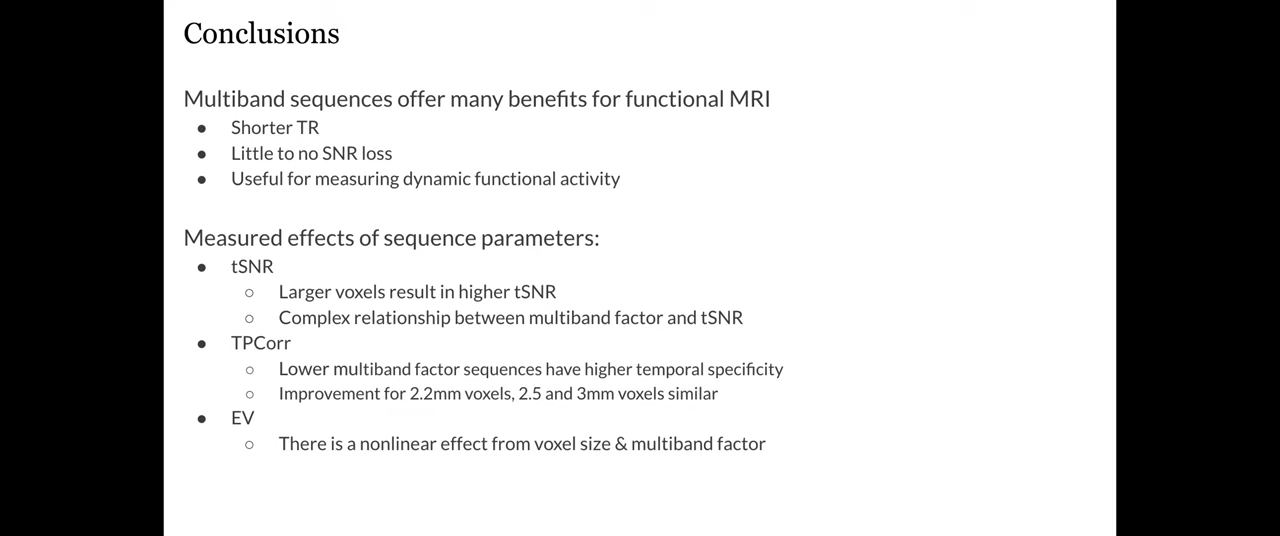 Conclusions
Multiband sequences offer many benefits for functional MRI
● Shorter TR
● Little to no SNR loss
● Useful for measuring dynamic functional activity
Measured effects of sequence parameters:
● tSNR
○ Larger voxels result in higher tSNR
○ Complex relationship between multiband factor and tSNR
● TPCorr
○ Lower multiband factor sequences have higher temporal specificity
○ Improvement for 2.2mm voxels, 2.5 and 3mm voxels similar
● EV
○ There is a nonlinear effect from voxel size & multiband factor